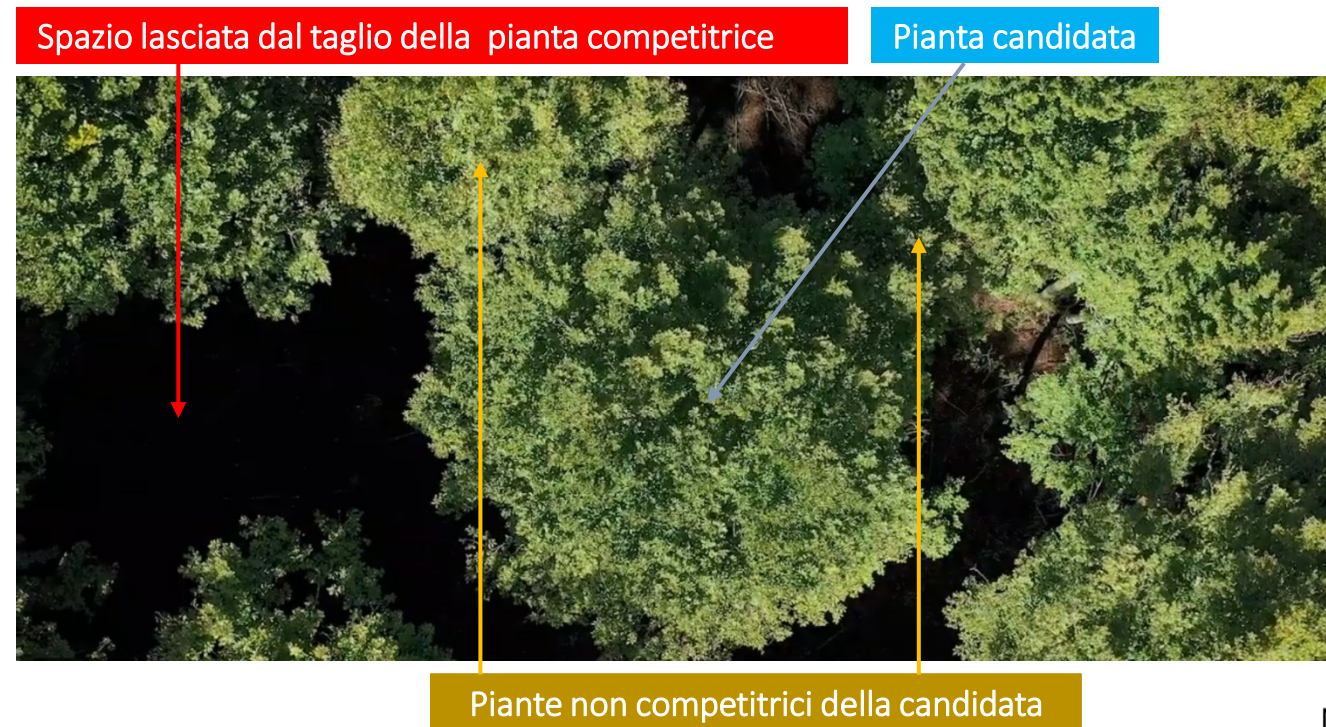 Spazio lasciata dal taglio della pianta competitrice
Pianta candidata
Piante non competitrici della candidata